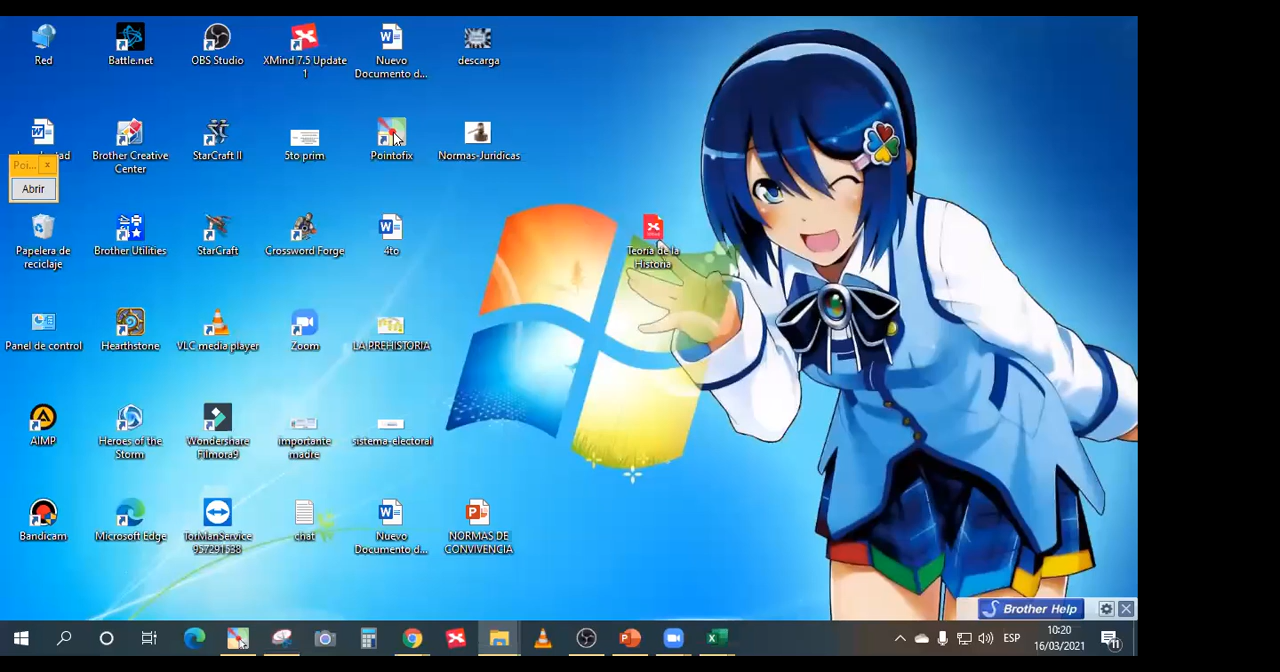 Red
Battle.net
OBS Studio
XMind 7.5 Update
1
Nuevo
Documento d...
descarga
Brother Creative
Center
StarCraft II
5to prim
Pointofix
Normas-Juridicas
Poi...
x
Abrir
Papelera de
reciclaje
Brother Utilities
StarCraft
Crossword Forge
4to
Teoria de la
Historia
Panel de control
Hearthstone
VLC media player
Zoom
LA PREHISTORIA
AIMP
Heroes of the
Storm
Wondershare
Filmora9
importante
madre
sistema-electoral
Bandicam
Microsoft Edge
TorManService
957291538
chat
Nuevo
Documento d...
NORMAS DE
CONVIVENCIA
Brother Help
ESP
10:20
16/03/2021
11